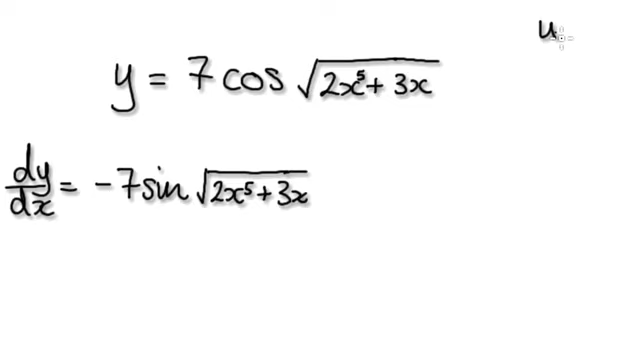 u
y = 7 cos √(2x⁵ + 3x)
dy/dx = -7 sin √(2x⁵ + 3x)